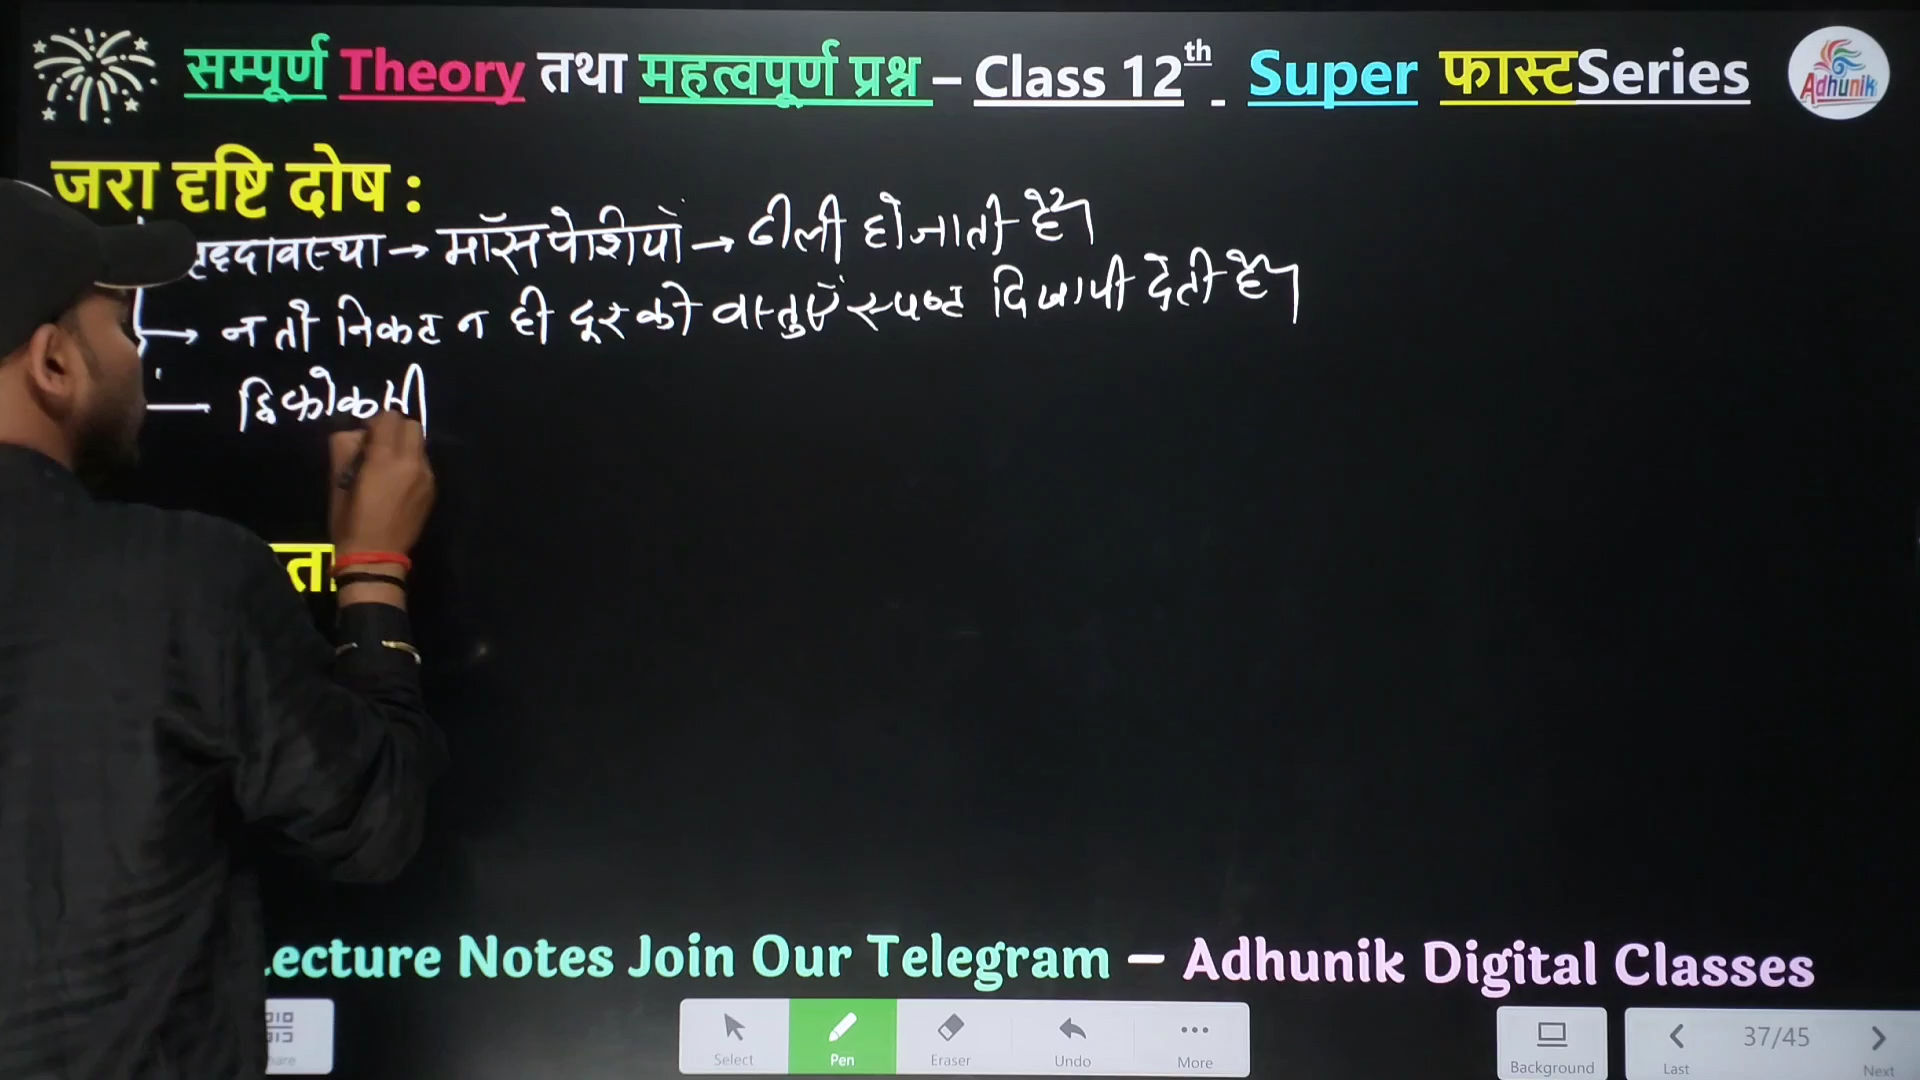 सम्पूर्ण Theory तथा महत्वपूर्ण प्रश्न – Class 12th - Super फास्टSeries
Adhunik
जरा दृष्टि दोष :
→ मॉसपेशियों → ढीली हो जाती है।
→ न तो निकट न ही दूर की वस्तुएँ स्पष्ट दिखायी देती है।
— द्विफोकसी
ecture Notes Join Our Telegram – Adhunik Digital Classes
Select
Pen
Eraser
Undo
More
Background
Last
37/45
Next